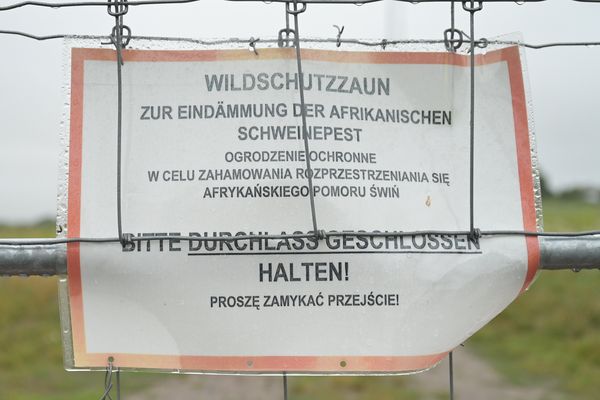 WILDSCHUTZZAUN
ZUR EINDÄMMUNG DER AFRIKANISCHEN
SCHWEINEPEST
OGRODZENIE OCHRONNE
W CELU ZAHAMOWANIA ROZPRZESTRZENIANIA SIĘ
AFRYKAŃSKIEGO POMORU ŚWIŃ
BITTE DURCHLASS GESCHLOSSEN
HALTEN!
PROSZĘ ZAMYKAĆ PRZEJŚCIE!